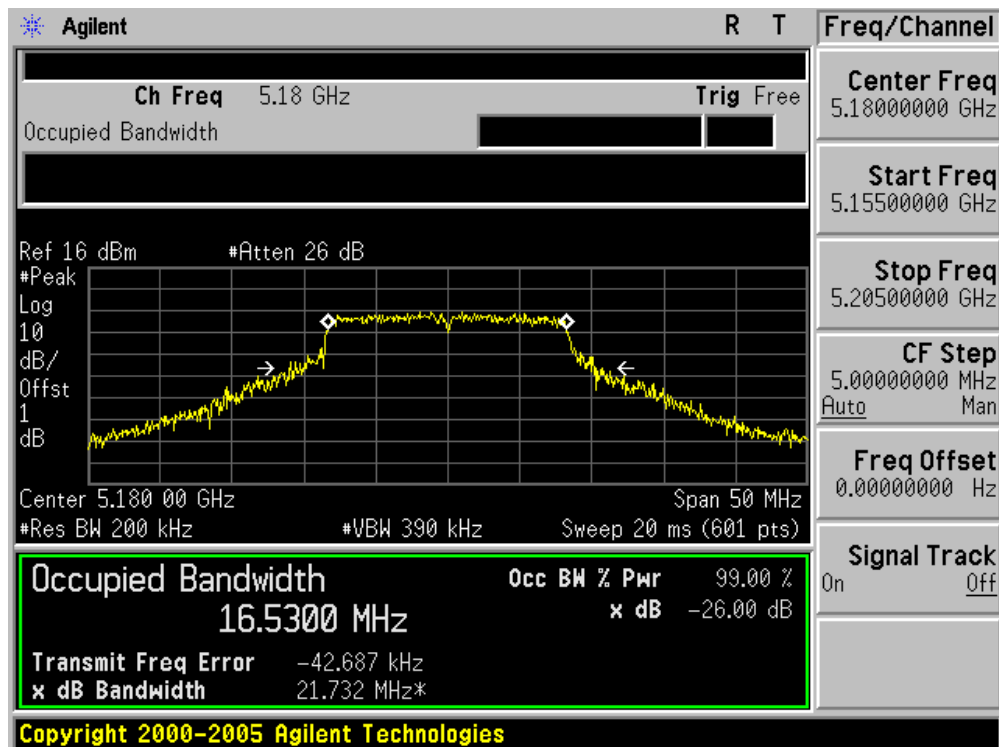 Agilent R T
Freq/Channel
Ch Freq 5.18 GHz Trig Free
Occupied Bandwidth
Center Freq
5.18000000 GHz
Start Freq
5.15500000 GHz
Stop Freq
5.20500000 GHz
CF Step
5.00000000 MHz
Auto Man
Freq Offset
0.00000000 Hz
Signal Track
On Off
Ref 16 dBm #Atten 26 dB
#Peak
Log
10
dB/
Offst
1
dB
Center 5.180 00 GHz Span 50 MHz
#Res BW 200 kHz #VBW 390 kHz Sweep 20 ms (601 pts)
Occupied Bandwidth Occ BW % Pwr 99.00 %
16.5300 MHz x dB -26.00 dB
Transmit Freq Error -42.687 kHz
x dB Bandwidth 21.732 MHz*
Copyright 2000-2005 Agilent Technologies